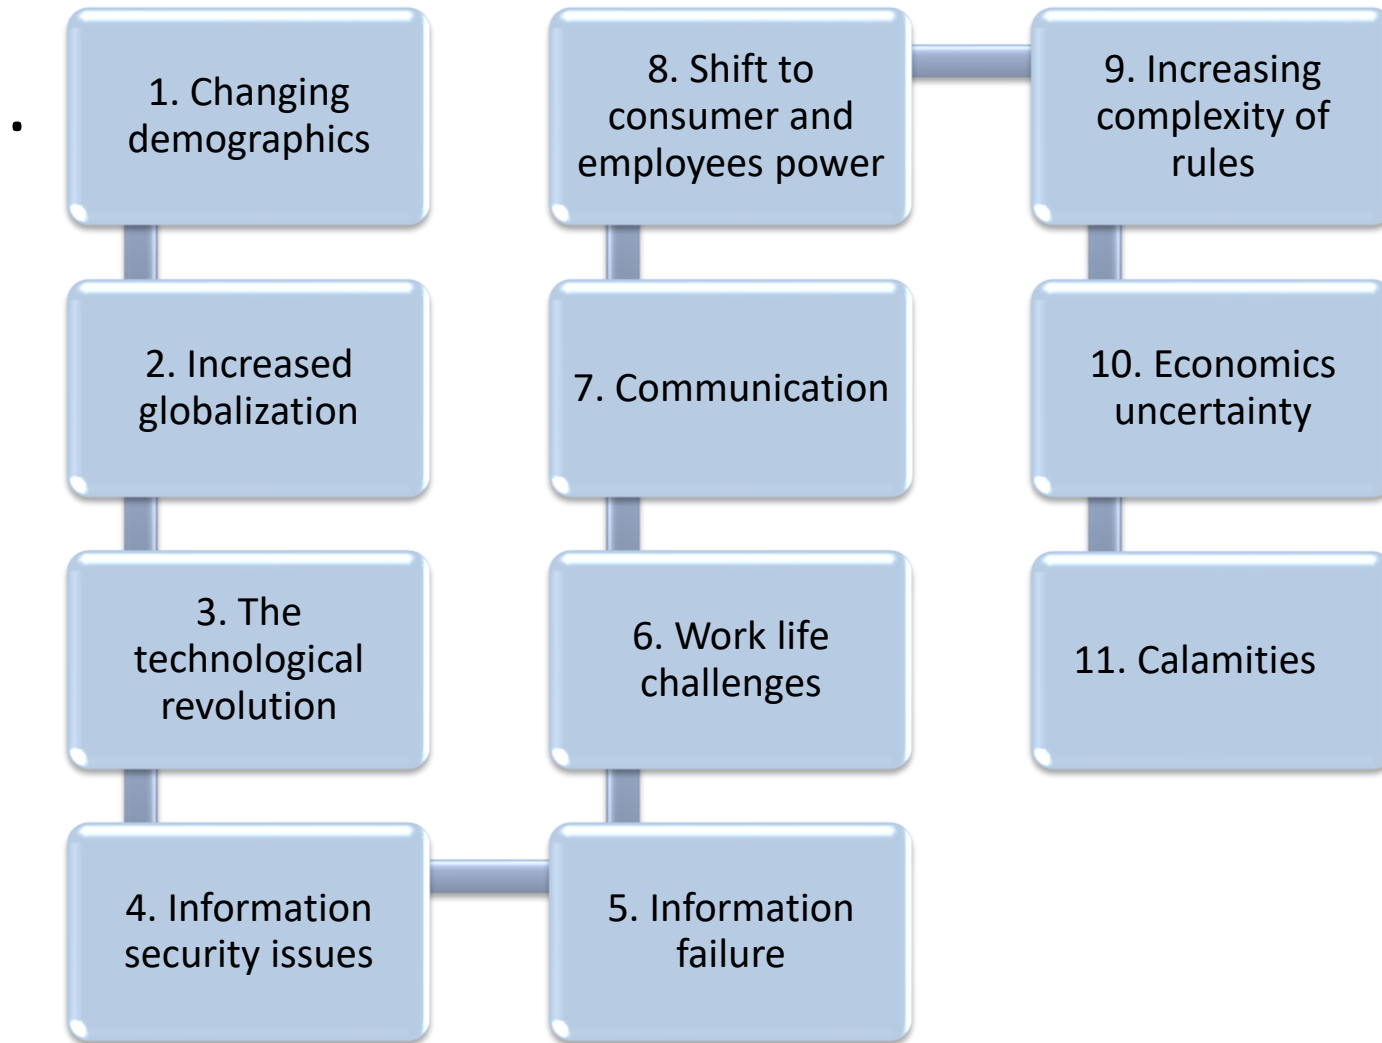 .
1. Changing
demographics
2. Increased
globalization
3. The
technological
revolution
4. Information
security issues
5. Information
failure
6. Work life
challenges
7. Communication
8. Shift to
consumer and
employees power
9. Increasing
complexity of
rules
10. Economics
uncertainty
11. Calamities